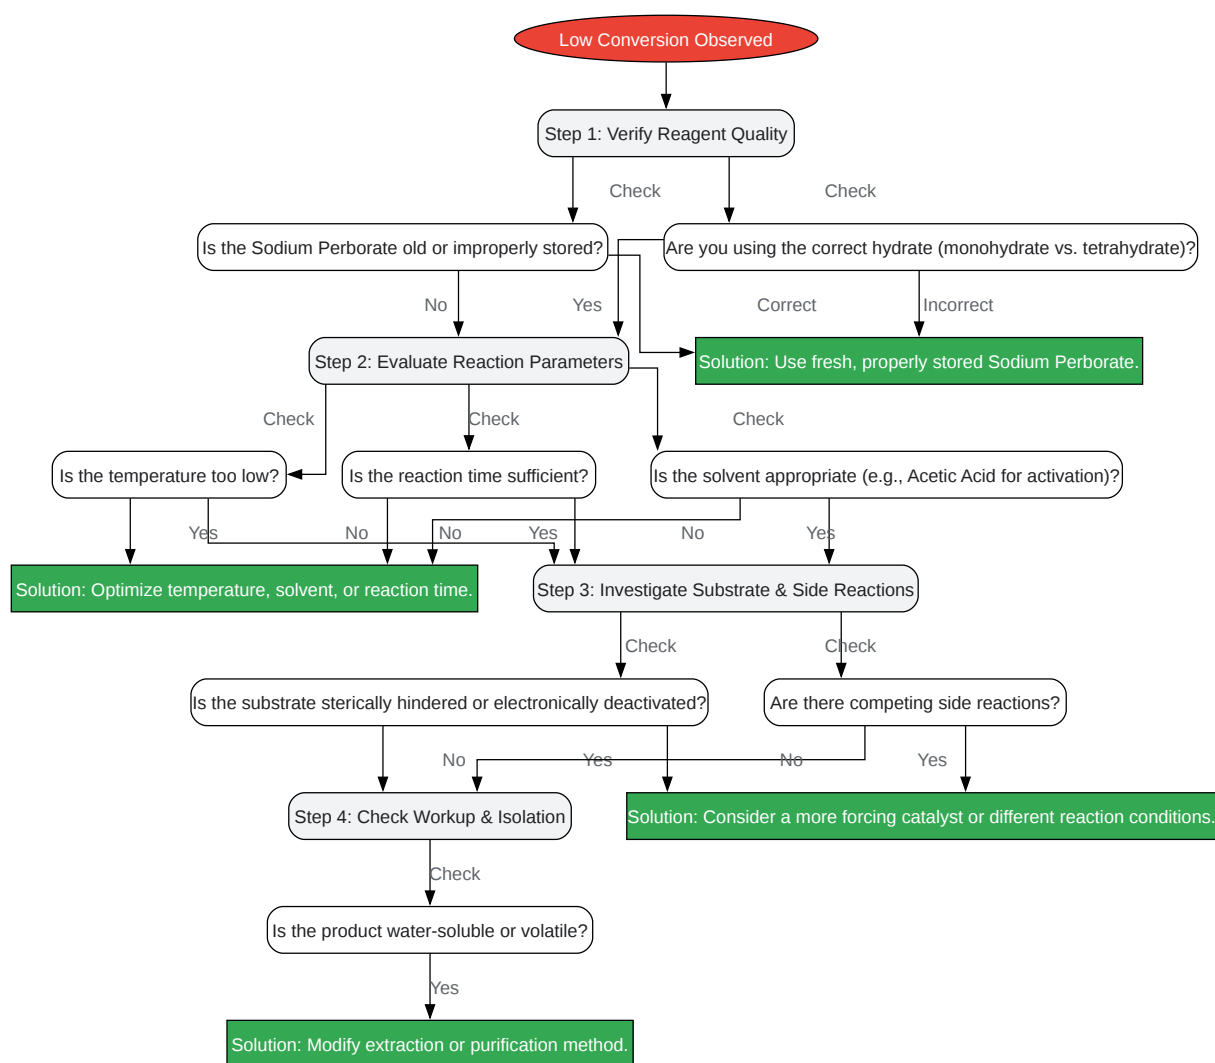 Low Conversion Observed
Step 1: Verify Reagent Quality
Check
Check
Is the Sodium Perborate old or improperly stored?
Are you using the correct hydrate (monohydrate vs. tetrahydrate)?
No
Yes
Correct
Incorrect
Step 2: Evaluate Reaction Parameters
Solution: Use fresh, properly stored Sodium Perborate.
Check
Check
Check
Is the temperature too low?
Is the reaction time sufficient?
Is the solvent appropriate (e.g., Acetic Acid for activation)?
Yes
No
No
Yes
No
Yes
Solution: Optimize temperature, solvent, or reaction time.
Step 3: Investigate Substrate & Side Reactions
Check
Check
Is the substrate sterically hindered or electronically deactivated?
Are there competing side reactions?
No
Yes
No
Yes
Step 4: Check Workup & Isolation
Solution: Consider a more forcing catalyst or different reaction conditions.
Check
Is the product water-soluble or volatile?
Yes
Solution: Modify extraction or purification method.